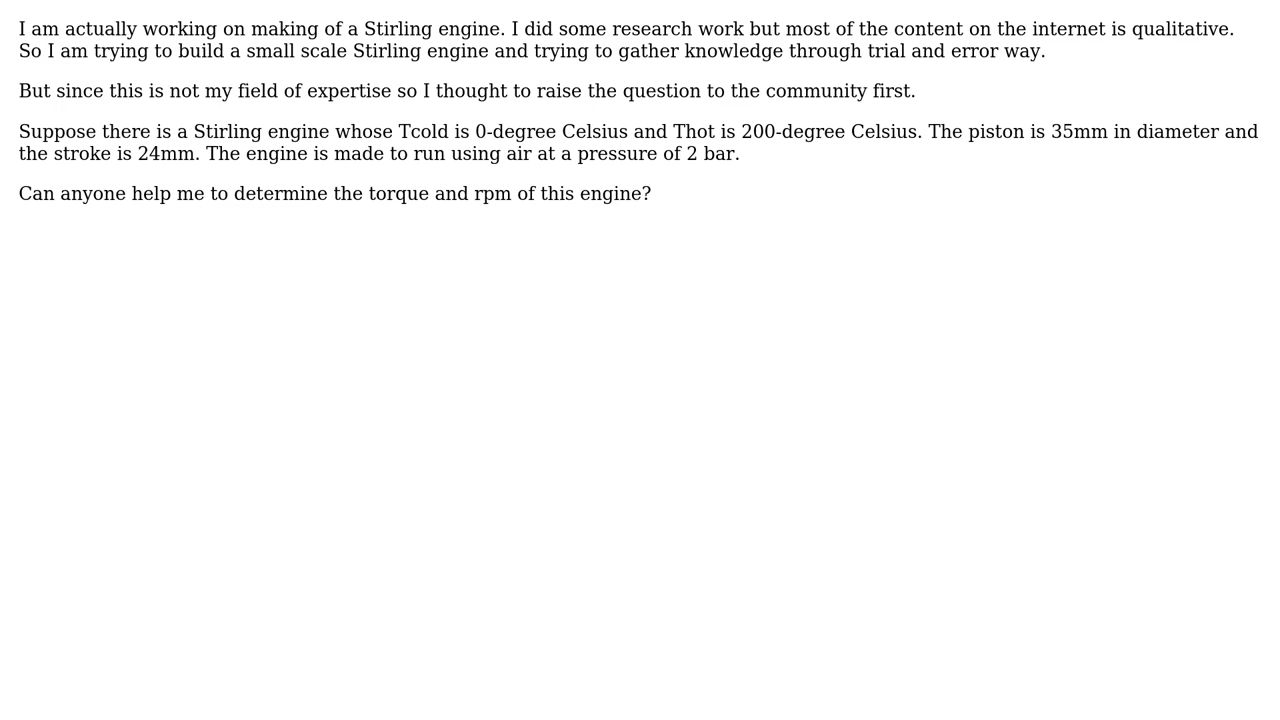 I am actually working on making of a Stirling engine. I did some research work but most of the content on the internet is qualitative.
So I am trying to build a small scale Stirling engine and trying to gather knowledge through trial and error way.
But since this is not my field of expertise so I thought to raise the question to the community first.
Suppose there is a Stirling engine whose Tcold is 0-degree Celsius and Thot is 200-degree Celsius. The piston is 35mm in diameter and
the stroke is 24mm. The engine is made to run using air at a pressure of 2 bar.
Can anyone help me to determine the torque and rpm of this engine?